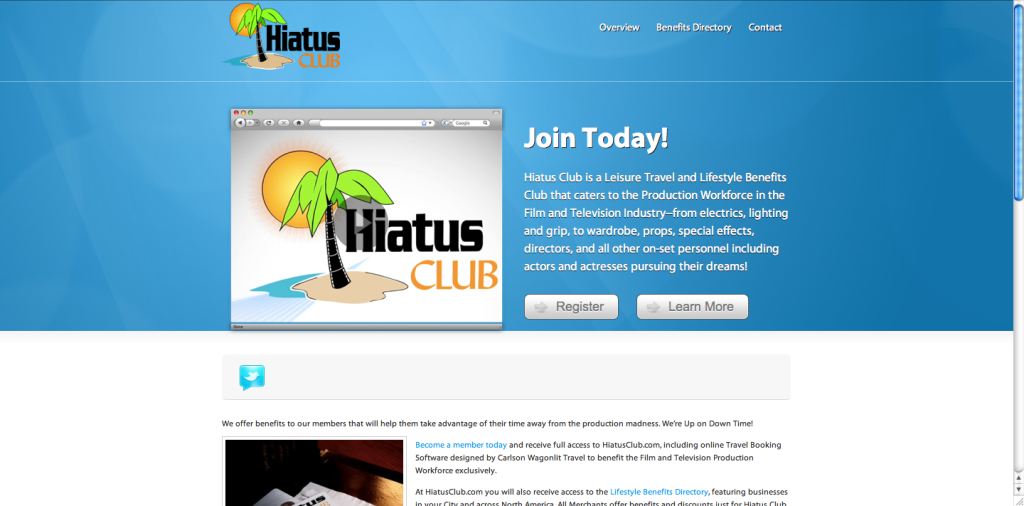 Hiatus
CLUB
Overview
Benefits Directory
Contact
Google
Hiatus
CLUB
Done
Join Today!
Hiatus Club is a Leisure Travel and Lifestyle Benefits
Club that caters to the Production Workforce in the
Film and Television Industry--from electrics, lighting
and grip, to wardrobe, props, special effects,
directors, and all other on-set personnel including
actors and actresses pursuing their dreams!
Register
Learn More
We offer benefits to our members that will help them take advantage of their time away from the production madness. We're Up on Down Time!
Become a member today and receive full access to HiatusClub.com, including online Travel Booking
Software designed by Carlson Wagonlit Travel to benefit the Film and Television Production
Workforce exclusively.
At HiatusClub.com you will also receive access to the Lifestyle Benefits Directory, featuring businesses
in your City and across North America. All Merchants offer benefits and discounts just for Hiatus Club